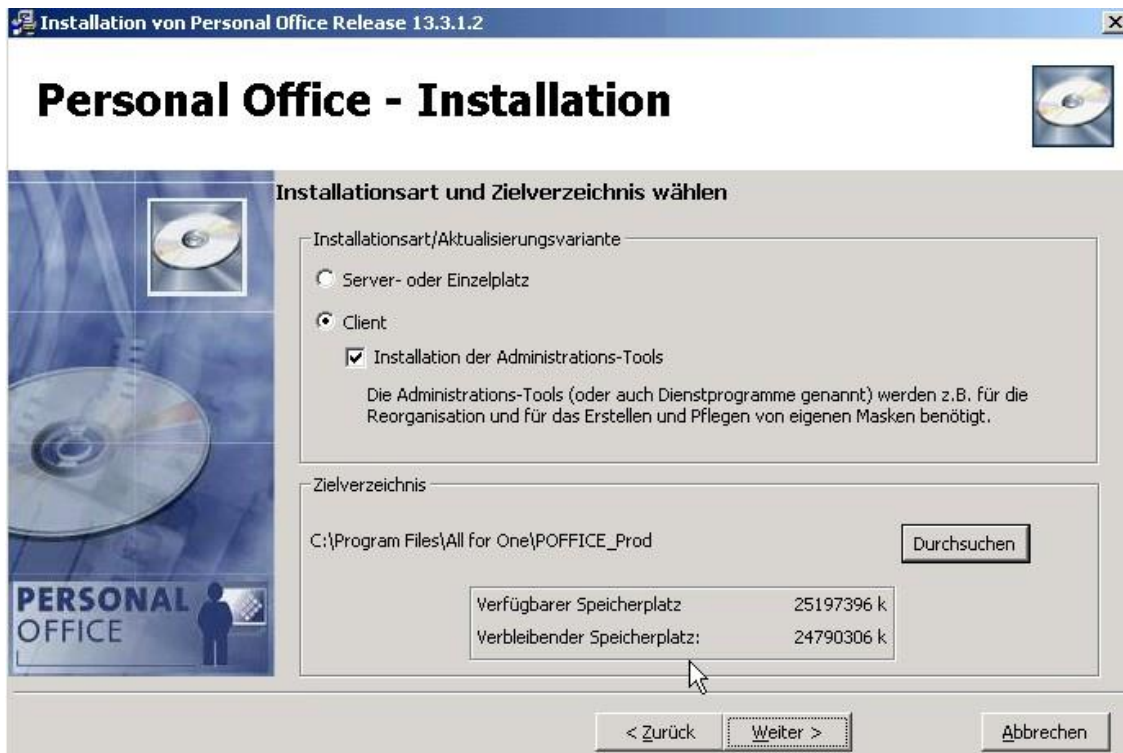 Installation von Personal Office Release 13.3.1.2
Personal Office - Installation
Installationsart und Zielverzeichnis wählen
Installationsart/Aktualisierungsvariante
Server- oder Einzelplatz
Client
Installation der Administrations-Tools
Die Administrations-Tools (oder auch Dienstprogramme genannt) werden z.B. für die
Reorganisation und für das Erstellen und Pflegen von eigenen Masken benötigt.
Zielverzeichnis
C:\Program Files\All for One\POFFICE_Prod
Durchsuchen
Verfügbarer Speicherplatz 25197396 k
Verbleibender Speicherplatz: 24790306 k
PERSONAL
OFFICE
< Zurück Weiter > Abbrechen